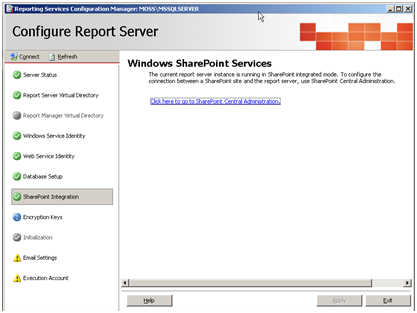 Reporting Services Configuration Manager: MOSS\MSSQLSERVER
Configure Report Server
Connect
Refresh
Server Status
Report Server Virtual Directory
Report Manager Virtual Directory
Windows Service Identity
Web Service Identity
Database Setup
SharePoint Integration
Encryption Keys
Initialization
Email Settings
Execution Account
Windows SharePoint Services
The current report server instance is running in SharePoint integrated mode. To configure the
connection between a SharePoint site and the report server, use SharePoint Central Administration.
Click here to go to SharePoint Central Administration.
Help
Apply
Exit